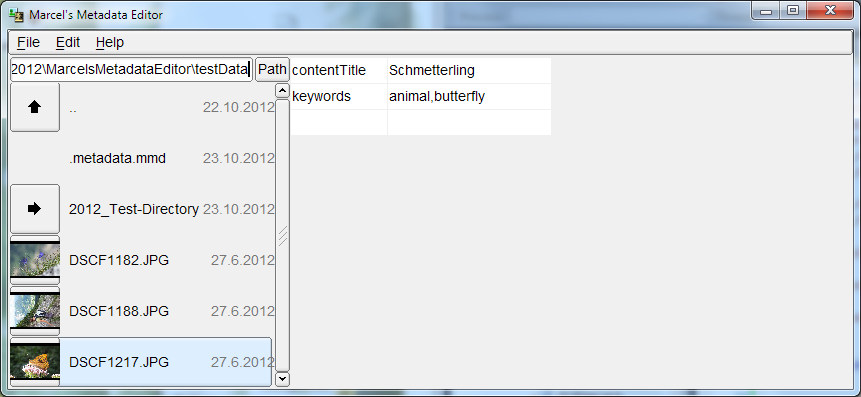 Marcel's Metadata Editor
File Edit Help
2012\MarcelsMetadataEditor\testData Path
contentTitle Schmetterling
keywords animal,butterfly
.. 22.10.2012
.metadata.mmd 23.10.2012
2012_Test-Directory 23.10.2012
DSCF1182.JPG 27.6.2012
DSCF1188.JPG 27.6.2012
DSCF1217.JPG 27.6.2012